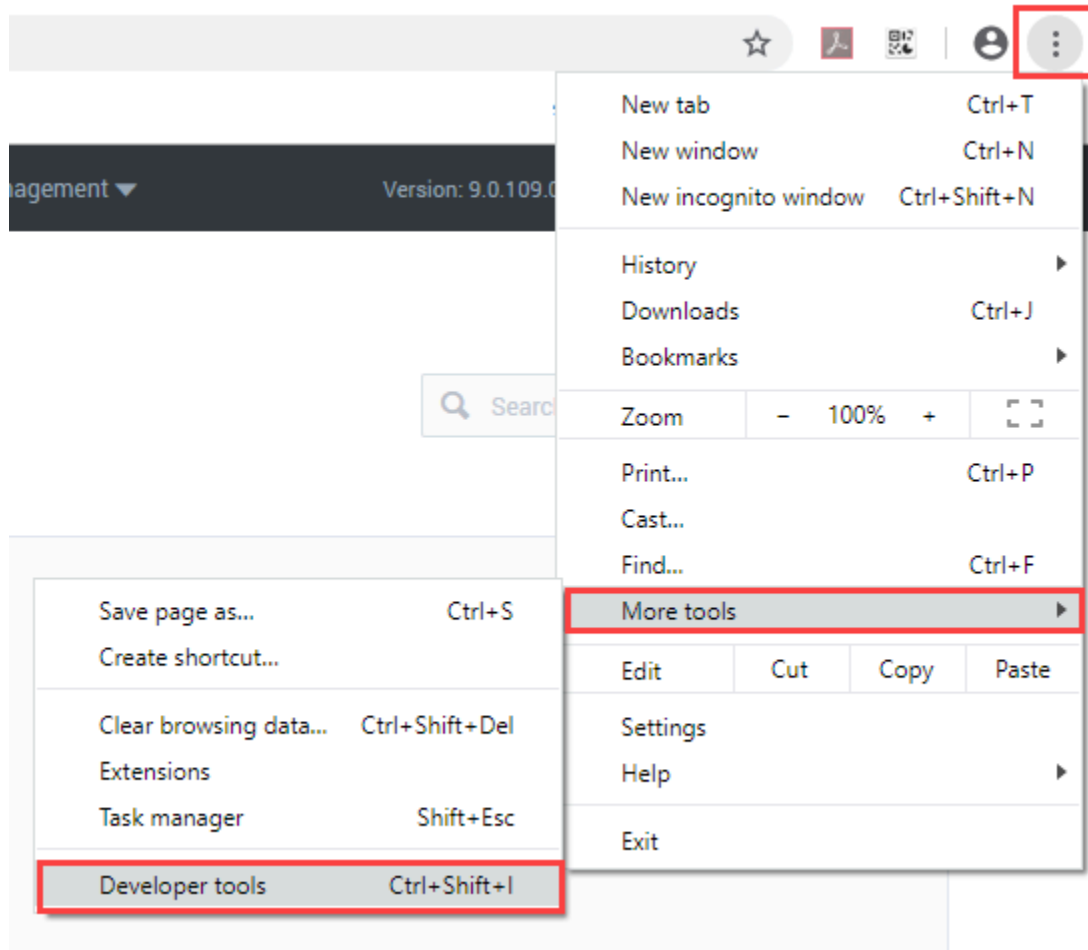 New tab Ctrl+T
New window Ctrl+N
agement Version: 9.0.109.0
New incognito window Ctrl+Shift+N
History
Downloads Ctrl+J
Bookmarks
Search
Zoom - 100% +
Print... Ctrl+P
Cast...
Find... Ctrl+F
More tools
Edit Cut Copy Paste
Settings
Help
Exit
Save page as... Ctrl+S
Create shortcut...
Clear browsing data... Ctrl+Shift+Del
Extensions
Task manager Shift+Esc
Developer tools Ctrl+Shift+I